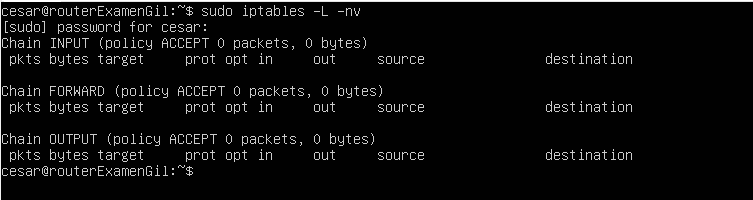 cesar@routerExamenGil:~$ sudo iptables -L -nv
[sudo] password for cesar:
Chain INPUT (policy ACCEPT 0 packets, 0 bytes)
 pkts bytes target     prot opt in     out     source               destination

Chain FORWARD (policy ACCEPT 0 packets, 0 bytes)
 pkts bytes target     prot opt in     out     source               destination

Chain OUTPUT (policy ACCEPT 0 packets, 0 bytes)
 pkts bytes target     prot opt in     out     source               destination
cesar@routerExamenGil:~$